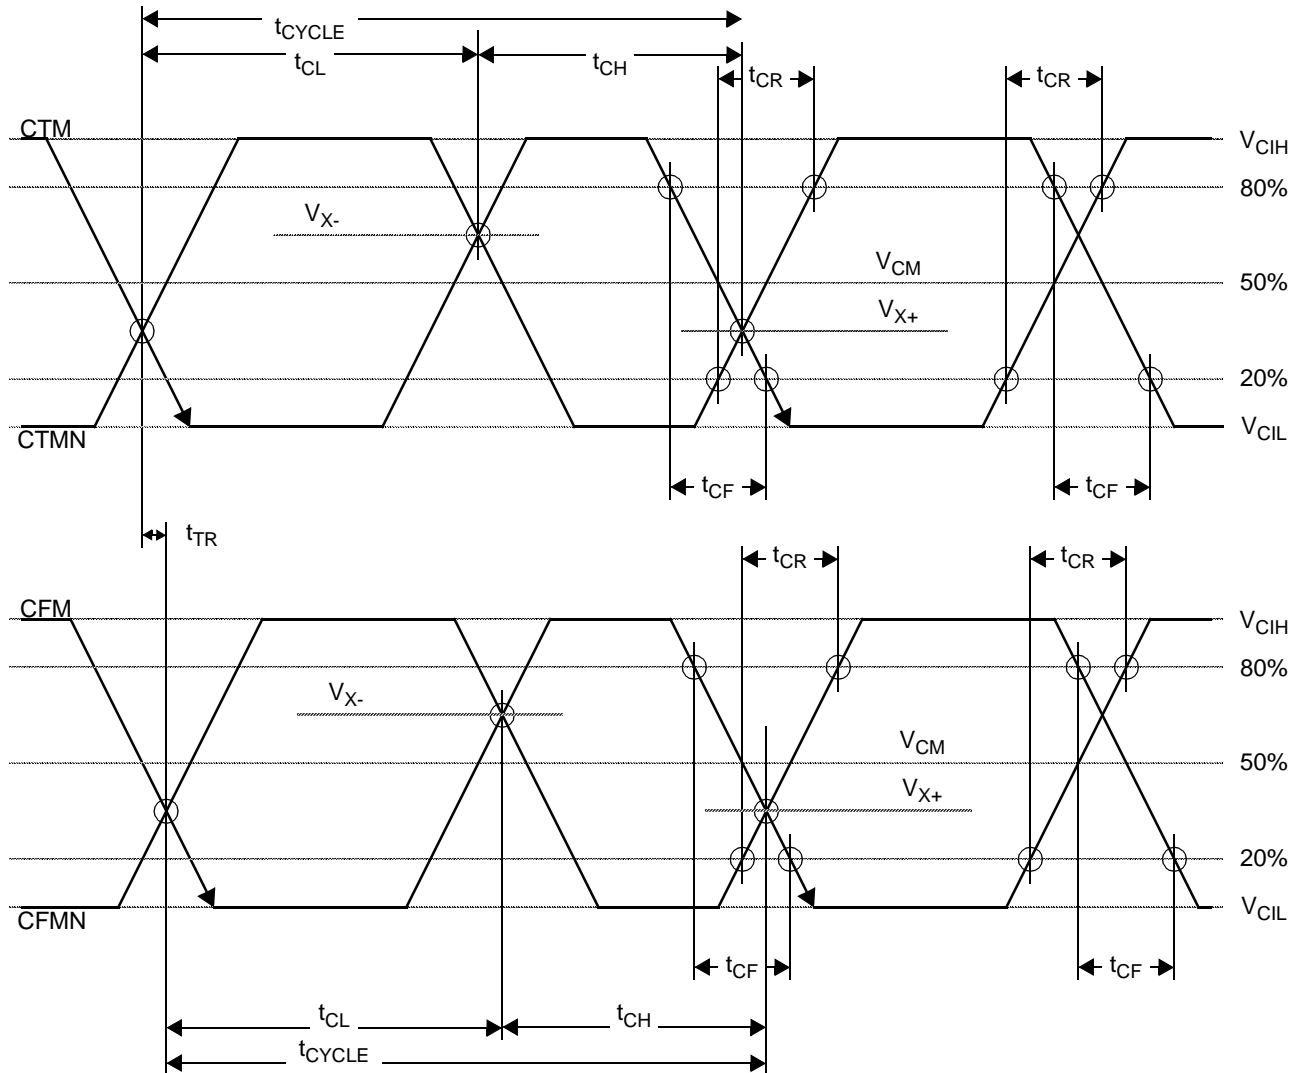 tCYCLE
tCL
tCH
tCR
tCR
CTM
VCIH
80%
VX-
VCM
50%
VX+
20%
CTMN
VCIL
tCF
tCF
tTR
tCR
tCR
CFM
VCIH
80%
VX-
VCM
50%
VX+
20%
CFMN
VCIL
tCF
tCF
tCL
tCH
tCYCLE